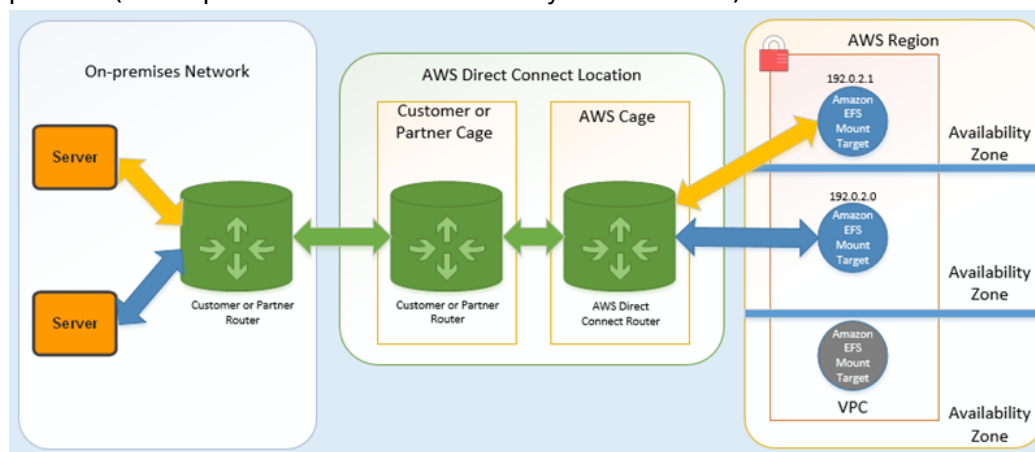 On-premises Network
Server
Server
Customer or Partner
Router
AWS Direct Connect Location
Customer or
Partner Cage
Customer or Partner
Router
AWS Cage
AWS Direct
Connect Router
AWS Region
192.0.2.1
Amazon
EFS
Mount
Target
Availability
Zone
192.0.2.0
Amazon
EFS
Mount
Target
Availability
Zone
Amazon
EFS
Mount
Target
VPC
Availability
Zone